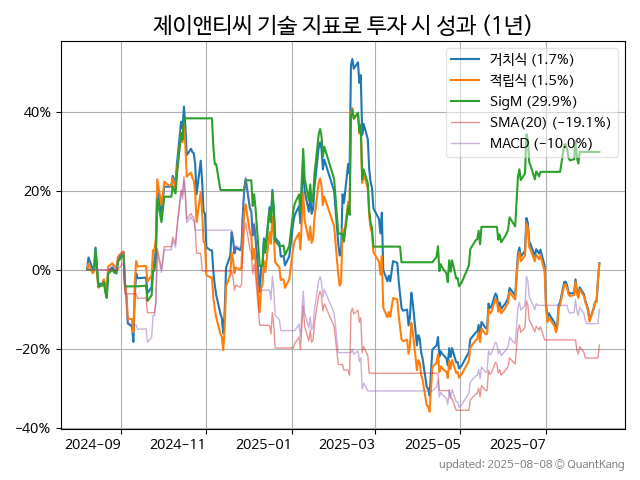 제이앤티씨 기술 지표로 투자 시 성과 (1년)
거치식 (1.7%)
적립식 (1.5%)
SigM (29.9%)
SMA(20) (−19.1%)
MACD (−10.0%)
40%
20%
0%
−20%
−40%
2024-09 2024-11 2025-01 2025-03 2025-05 2025-07
updated: 2025-08-08 © QuantKang